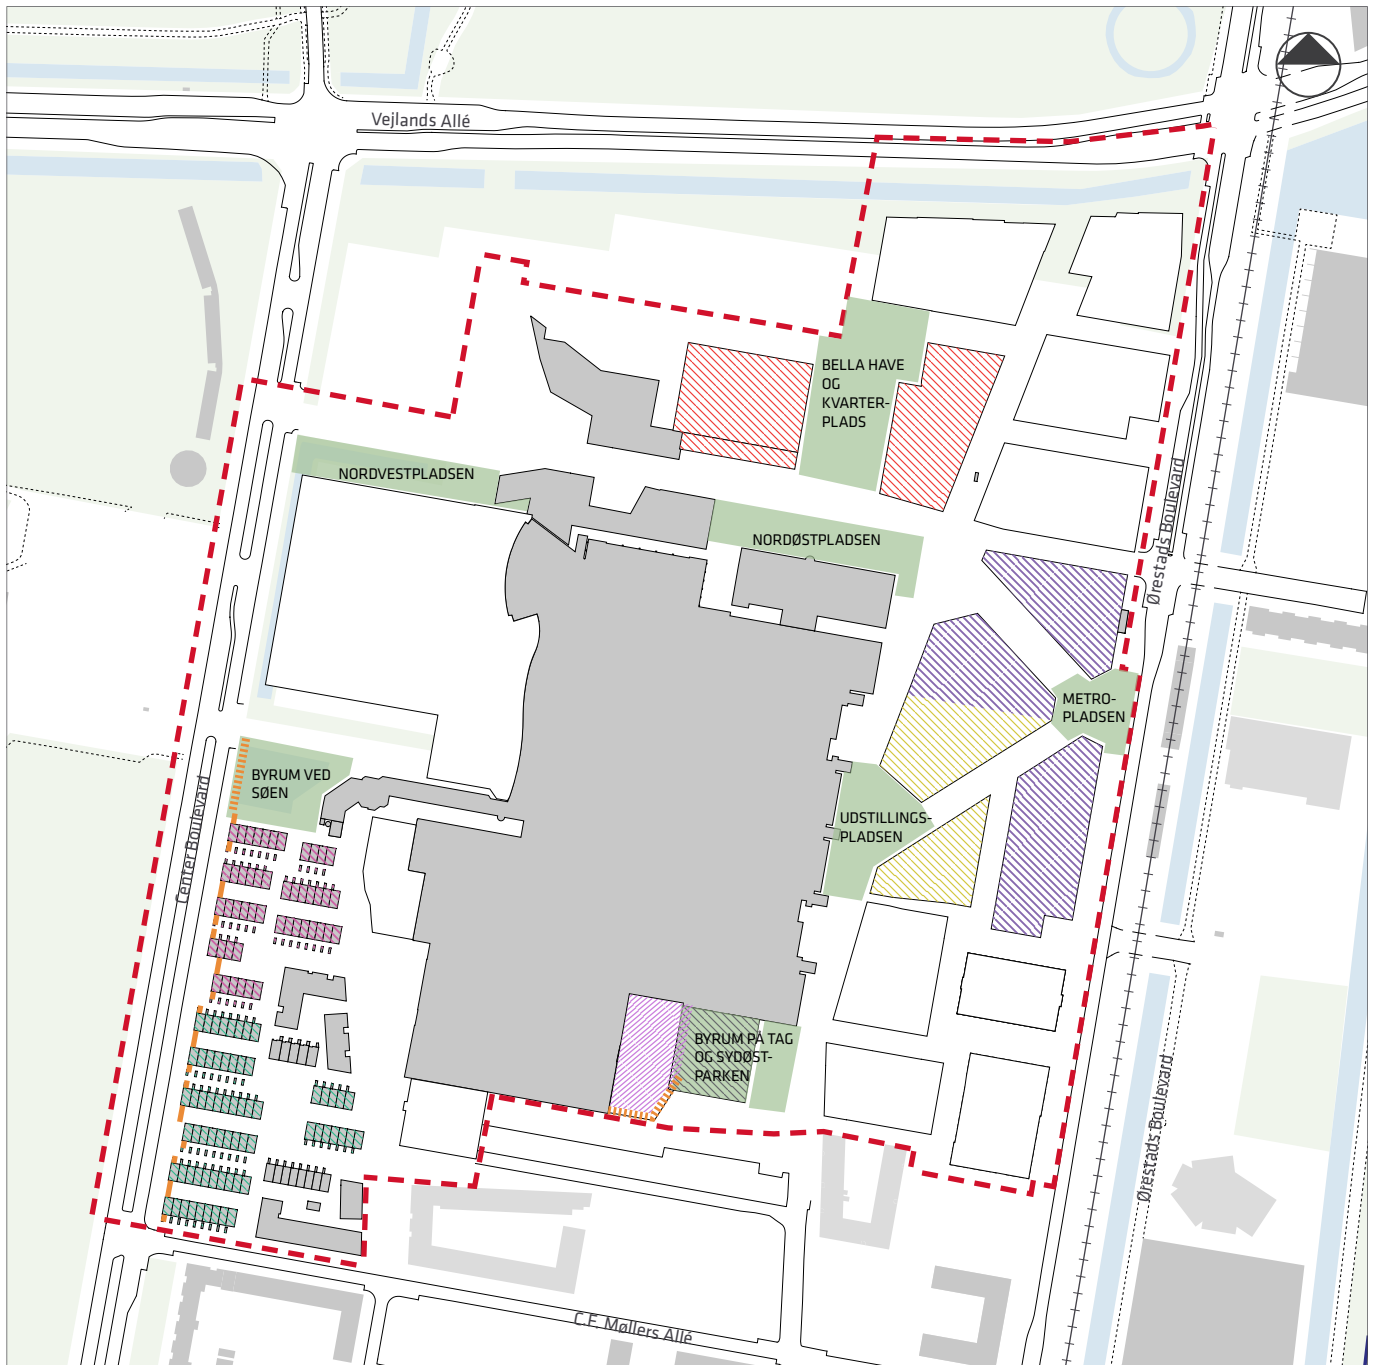 Vejlands Allé
BELLA HAVE
OG
KVARTER-
PLADS
NORDVESTPLADSEN
NORDØSTPLADSEN
Ørestads Boulevard
METRO-
PLADSEN
BYRUM VED
SØEN
UDSTILLINGS-
PLADSEN
Center Boulevard
BYRUM PÅ TAG
OG SYDØST-
PARKEN
Ørestads Boulevard
C.F. Møllers Allé